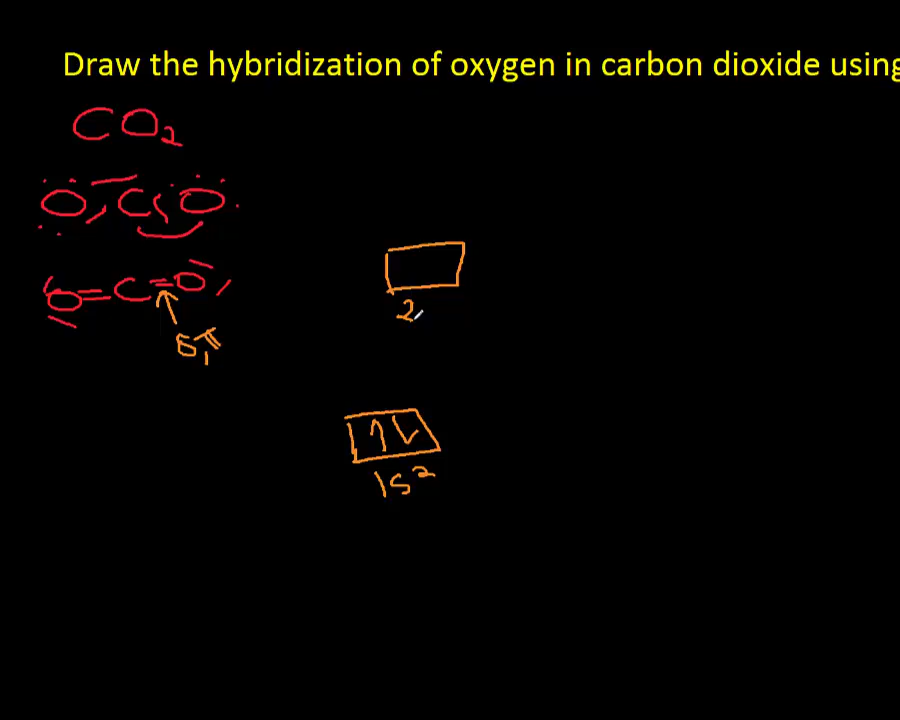 Draw the hybridization of oxygen in carbon dioxide using
CO₂
O, C, O
O=C=O,
σ, π
2
1s²